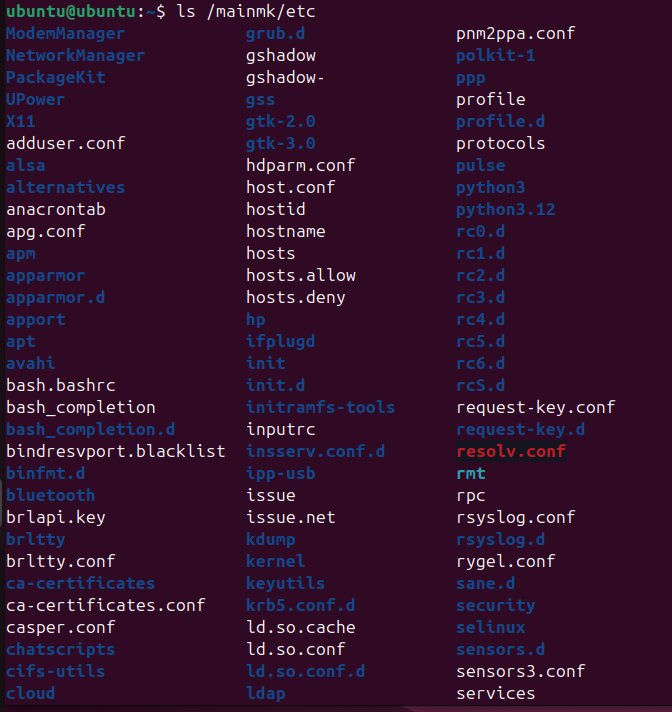 ubuntu@ubuntu:~$ ls /mainmk/etc
ModemManager grub.d pnm2ppa.conf
NetworkManager gshadow polkit-1
PackageKit gshadow- ppp
UPower gss profile
X11 gtk-2.0 profile.d
adduser.conf gtk-3.0 protocols
alsa hdparm.conf pulse
alternatives host.conf python3
anacrontab hostid python3.12
apg.conf hostname rc0.d
apm hosts rc1.d
apparmor hosts.allow rc2.d
apparmor.d hosts.deny rc3.d
apport hp rc4.d
apt ifplugd rc5.d
avahi init rc6.d
bash.bashrc init.d rcS.d
bash_completion initramfs-tools request-key.conf
bash_completion.d inputrc request-key.d
bindresvport.blacklist insserv.conf.d resolv.conf
binfmt.d ipp-usb rmt
bluetooth issue rpc
brlapi.key issue.net rsyslog.conf
brltty kdump rsyslog.d
brltty.conf kernel rygel.conf
ca-certificates keyutils sane.d
ca-certificates.conf krb5.conf.d security
casper.conf ld.so.cache selinux
chatscripts ld.so.conf sensors.d
cifs-utils ld.so.conf.d sensors3.conf
cloud ldap services